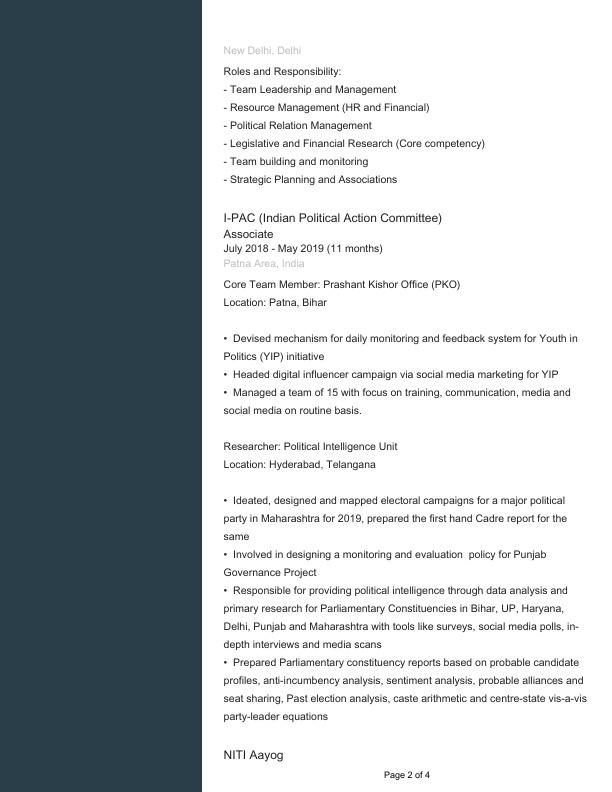 New Delhi, Delhi
Roles and Responsibility:
- Team Leadership and Management
- Resource Management (HR and Financial)
- Political Relation Management
- Legislative and Financial Research (Core competency)
- Team building and monitoring
- Strategic Planning and Associations
I-PAC (Indian Political Action Committee)
Associate
July 2018 - May 2019 (11 months)
Patna Area, India
Core Team Member: Prashant Kishor Office (PKO)
Location: Patna, Bihar
• Devised mechanism for daily monitoring and feedback system for Youth in
Politics (YIP) initiative
• Headed digital influencer campaign via social media marketing for YIP
• Managed a team of 15 with focus on training, communication, media and
social media on routine basis.
Researcher: Political Intelligence Unit
Location: Hyderabad, Telangana
• Ideated, designed and mapped electoral campaigns for a major political
party in Maharashtra for 2019, prepared the first hand Cadre report for the
same
• Involved in designing a monitoring and evaluation  policy for Punjab
Governance Project
• Responsible for providing political intelligence through data analysis and
primary research for Parliamentary Constituencies in Bihar, UP, Haryana,
Delhi, Punjab and Maharashtra with tools like surveys, social media polls, in-
depth interviews and media scans
• Prepared Parliamentary constituency reports based on probable candidate
profiles, anti-incumbency analysis, sentiment analysis, probable alliances and
seat sharing, Past election analysis, caste arithmetic and centre-state vis-a-vis
party-leader equations
NITI Aayog
Page 2 of 4